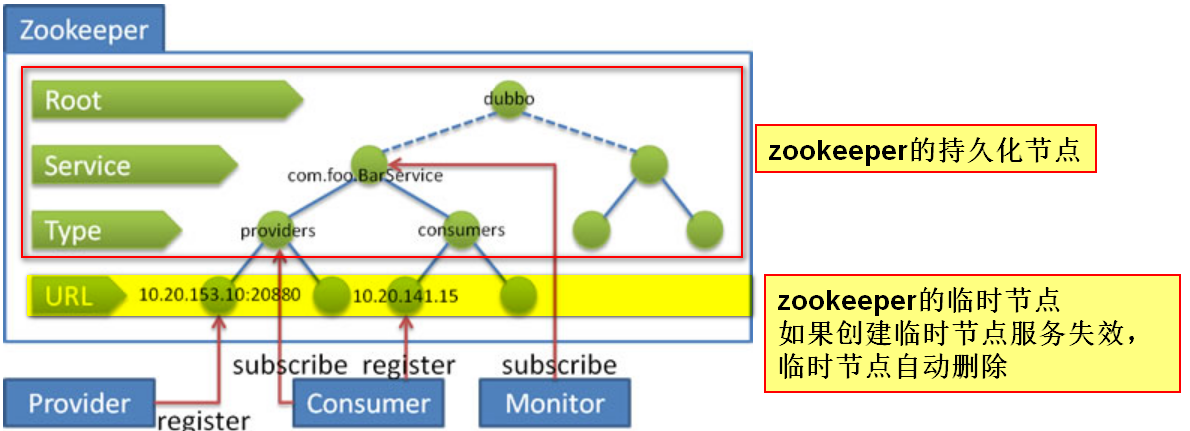 Zookeeper
Root
dubbo
zookeeper的持久化节点
Service
com.foo.BarService
Type
providers
consumers
URL
10.20.153.10:20880
10.20.141.15
zookeeper的临时节点
如果创建临时节点服务失效，
临时节点自动删除
subscribe
register
subscribe
Provider
Consumer
Monitor
register